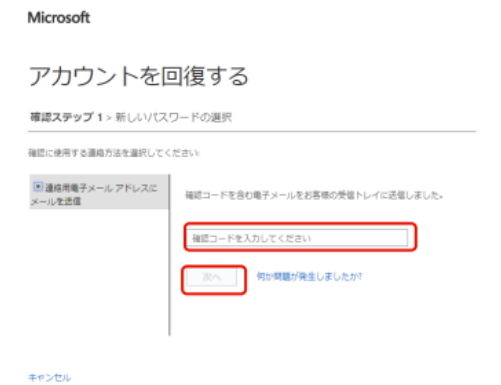 Microsoft
アカウントを回復する
確認ステップ 1 > 新しいパスワードの選択
確認に使用する連絡方法を選択してください:
連絡用電子メール アドレスに
メールを送信
確認コードを含む電子メールをお客様の受信トレイに送信しました。
確認コードを入力してください
次へ
何か問題が発生しましたか?
キャンセル